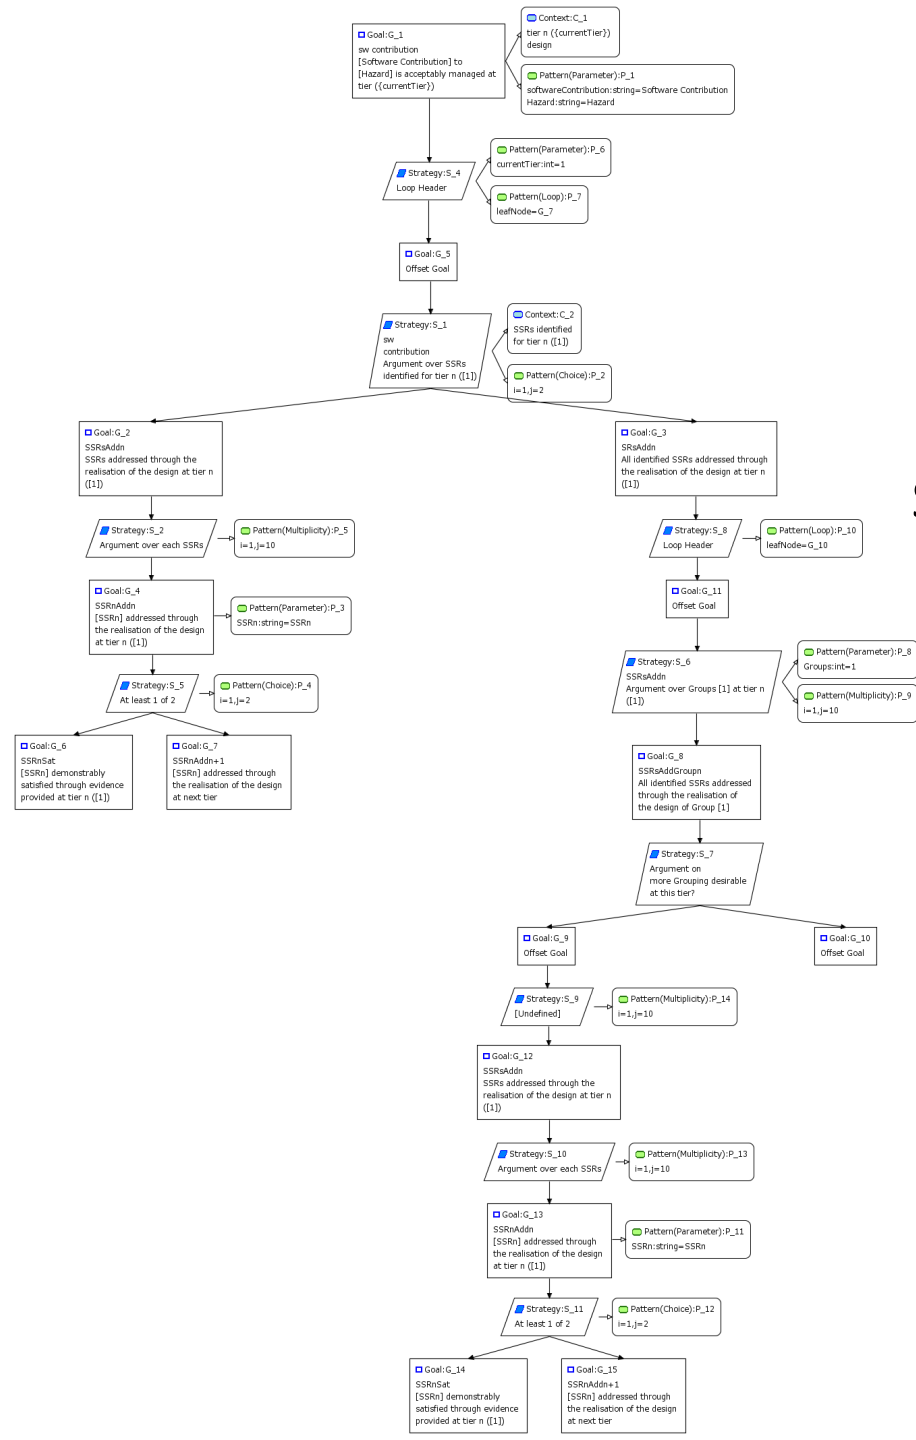 Goal:G_1
sw contribution
[Software Contribution] to
[Hazard] is acceptably managed at
tier ({currentTier})
Context:C_1
tier n ({currentTier})
design
Pattern(Parameter):P_1
softwareContribution:string=Software Contribution
Hazard:string=Hazard
Strategy:S_4
Loop Header
Pattern(Parameter):P_6
currentTier:int=1
Pattern(Loop):P_7
leafNode=G_7
Goal:G_5
Offset Goal
Strategy:S_1
sw
contribution
Argument over SSRs
identified for tier n ([1])
Context:C_2
SSRs identified
for tier n ([1])
Pattern(Choice):P_2
i=1,j=2
Goal:G_2
SSRsAddn
SSRs addressed through the
realisation of the design at tier n
([1])
Goal:G_3
SRsAddn
All identified SSRs addressed through
the realisation of the design at tier n
([1])
Strategy:S_2
Argument over each SSRs
Pattern(Multiplicity):P_5
i=1,j=10
Strategy:S_8
Loop Header
Pattern(Loop):P_10
leafNode=G_10
Goal:G_4
SSRnAddn
[SSRn] addressed through
the realisation of the design
at tier n ([1])
Pattern(Parameter):P_3
SSRn:string=SSRn
Goal:G_11
Offset Goal
Strategy:S_5
At least 1 of 2
Pattern(Choice):P_4
i=1,j=2
Strategy:S_6
SSRsAddn
Argument over Groups [1] at tier n
([1])
Pattern(Parameter):P_8
Groups:int=1
Pattern(Multiplicity):P_9
i=1,j=10
Goal:G_6
SSRnSat
[SSRn] demonstrably
satisfied through evidence
provided at tier n ([1])
Goal:G_7
SSRnAddn+1
[SSRn] addressed through
the realisation of the design
at next tier
Goal:G_8
SSRsAddGroupn
All identified SSRs addressed
through the realisation of
the design of Group [1]
Strategy:S_7
Argument on
more Grouping desirable
at this tier?
Goal:G_9
Offset Goal
Goal:G_10
Offset Goal
Strategy:S_9
[Undefined]
Pattern(Multiplicity):P_14
i=1,j=10
Goal:G_12
SSRsAddn
SSRs addressed through the
realisation of the design at tier n
([1])
Strategy:S_10
Argument over each SSRs
Pattern(Multiplicity):P_13
i=1,j=10
Goal:G_13
SSRnAddn
[SSRn] addressed through
the realisation of the design
at tier n ([1])
Pattern(Parameter):P_11
SSRn:string=SSRn
Strategy:S_11
At least 1 of 2
Pattern(Choice):P_12
i=1,j=2
Goal:G_14
SSRnSat
[SSRn] demonstrably
satisfied through evidence
provided at tier n ([1])
Goal:G_15
SSRnAddn+1
[SSRn] addressed through
the realisation of the design
at next tier